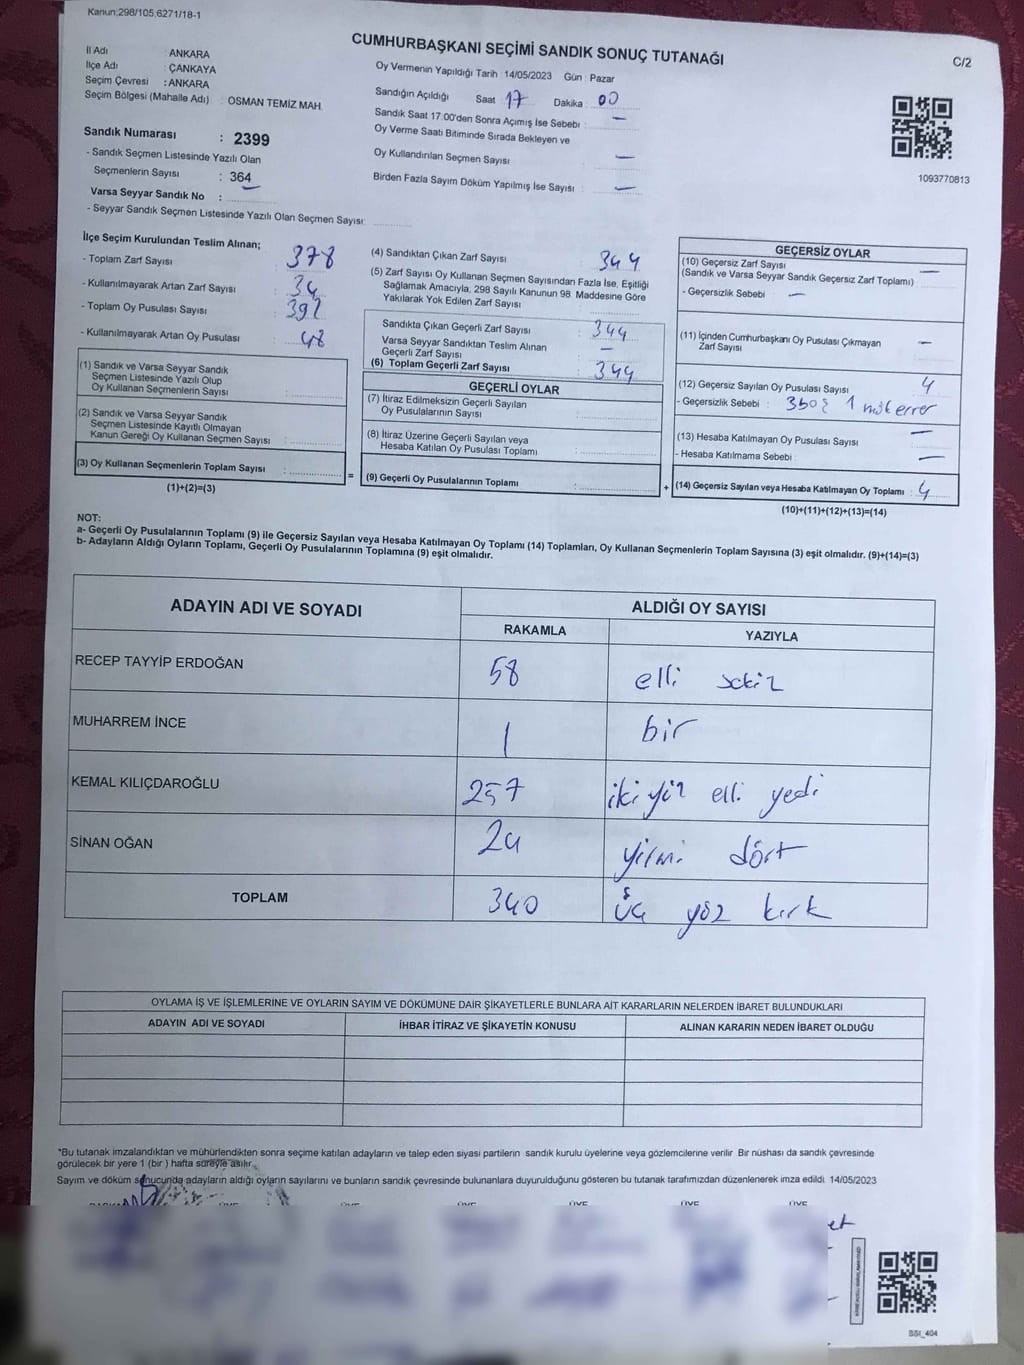 Kanun:298/105,6271/18-1
CUMHURBAŞKANI SEÇİMİ SANDIK SONUÇ TUTANAĞI
C/2
İl Adı : ANKARA
İlçe Adı : ÇANKAYA
Seçim Çevresi : ANKARA
Seçim Bölgesi (Mahalle Adı) : OSMAN TEMİZ MAH.
Oy Vermenin Yapıldığı Tarih : 14/05/2023 Gün : Pazar
Sandığın Açıldığı Saat 17 Dakika : 00
Sandık Saat 17.00'den Sonra Açımış İse Sebebi : —
Oy Verme Saati Bitiminde Sırada Bekleyen ve
Oy Kullandırılan Seçmen Sayısı : —
Birden Fazla Sayım Döküm Yapılmış İse Sayısı : —
1093770813
Sandık Numarası : 2399
- Sandık Seçmen Listesinde Yazılı Olan
Seçmenlerin Sayısı : 364
Varsa Seyyar Sandık No :
- Seyyar Sandık Seçmen Listesinde Yazılı Olan Seçmen Sayısı:
İlçe Seçim Kurulundan Teslim Alınan;
- Toplam Zarf Sayısı : 378
- Kullanılmayarak Artan Zarf Sayısı : 34
- Toplam Oy Pusulası Sayısı : 392
- Kullanılmayarak Artan Oy Pusulası : 48
(1) Sandık ve Varsa Seyyar Sandık
Seçmen Listesinde Yazılı Olup
Oy Kullanan Seçmenlerin Sayısı :
(2) Sandık ve Varsa Seyyar Sandık
Seçmen Listesinde Kayıtlı Olmayan
Kanun Gereği Oy Kullanan Seçmen Sayısı :
(3) Oy Kullanan Seçmenlerin Toplam Sayısı :
(1)+(2)=(3)
=
(4) Sandıktan Çıkan Zarf Sayısı : 344
(5) Zarf Sayısı Oy Kullanan Seçmen Sayısından Fazla İse, Eşitliği
Sağlamak Amacıyla, 298 Sayılı Kanunun 98. Maddesine Göre
Yakılarak Yok Edilen Zarf Sayısı :
Sandıkta Çıkan Geçerli Zarf Sayısı : 344
Varsa Seyyar Sandıktan Teslim Alınan
Geçerli Zarf Sayısı : —
(6) Toplam Geçerli Zarf Sayısı : 344
GEÇERLİ OYLAR
(7) İtiraz Edilmeksizin Geçerli Sayılan
Oy Pusulalarının Sayısı :
(8) İtiraz Üzerine Geçerli Sayılan veya
Hesaba Katılan Oy Pusulası Toplamı :
(9) Geçerli Oy Pusulalarının Toplamı :
+
GEÇERSİZ OYLAR
(10) Geçersiz Zarf Sayısı : —
(Sandık ve Varsa Seyyar Sandık Geçersiz Zarf Toplamı)
- Geçersizlik Sebebi : —
(11) İçinden Cumhurbaşkanı Oy Pusulası Çıkmayan
Zarf Sayısı : —
(12) Geçersiz Sayılan Oy Pusulası Sayısı : 4
- Geçersizlik Sebebi : 3 boş 1 mükerrer
(13) Hesaba Katılmayan Oy Pusulası Sayısı : —
- Hesaba Katılmama Sebebi : —
(14) Geçersiz Sayılan veya Hesaba Katılmayan Oy Toplamı : 4
(10)+(11)+(12)+(13)=(14)
NOT:
a- Geçerli Oy Pusulalarının Toplamı (9) ile Geçersiz Sayılan veya Hesaba Katılmayan Oy Toplamı (14) Toplamları, Oy Kullanan Seçmenlerin Toplam Sayısına (3) eşit olmalıdır. (9)+(14)=(3)
b- Adayların Aldığı Oyların Toplamı, Geçerli Oy Pusulalarının Toplamına (9) eşit olmalıdır.
ADAYIN ADI VE SOYADI
ALDIĞI OY SAYISI
RAKAMLA YAZIYLA
RECEP TAYYİP ERDOĞAN 58 elli sekiz
MUHARREM İNCE 1 bir
KEMAL KILIÇDAROĞLU 257 iki yüz elli yedi
SİNAN OĞAN 24 yirmi dört
TOPLAM 340 üç yüz kırk
OYLAMA İŞ VE İŞLEMLERİNE VE OYLARIN SAYIM VE DÖKÜMÜNE DAİR ŞİKAYETLERLE BUNLARA AİT KARARLARIN NELERDEN İBARET BULUNDUKLARI
ADAYIN ADI VE SOYADI İHBAR İTİRAZ VE ŞİKAYETİN KONUSU ALINAN KARARIN NEDEN İBARET OLDUĞU
*Bu tutanak imzalandıktan ve mühürlendikten sonra seçime katılan adayların ve talep eden siyasi partilerin sandık kurulu üyelerine veya gözlemcilerine verilir. Bir nüshası da sandık çevresinde
görülecek bir yere 1 (bir ) hafta süreyle asılır.
Sayım ve döküm sonucunda adayların aldığı oyların sayılarını ve bunların sandık çevresinde bulunanlara duyurulduğunu gösteren bu tutanak tarafımızdan düzenlenerek imza edildi. 14/05/2023
ÜYE ÜYE ÜYE ÜYE ÜYE ÜYE
et
BSI_404